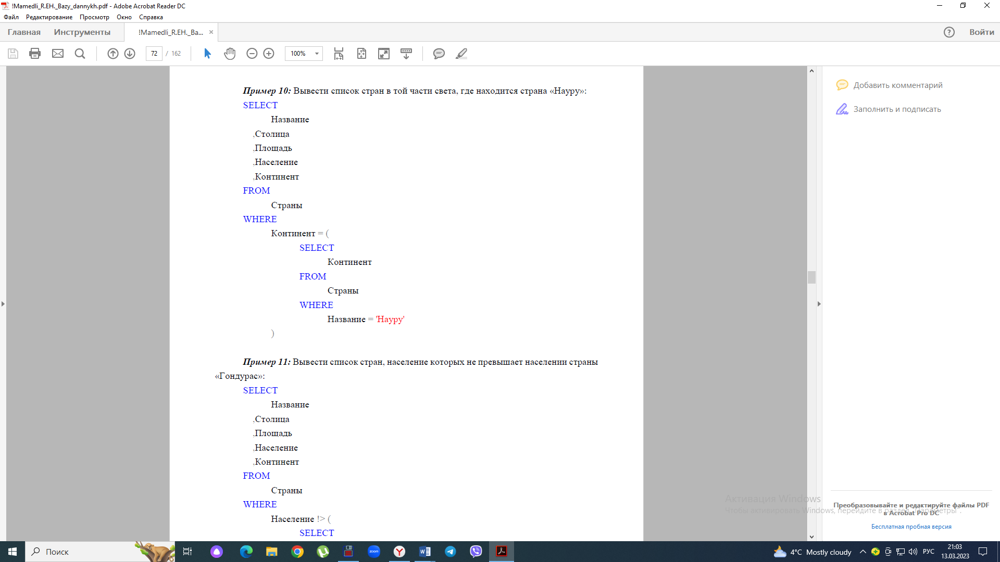 !Mamedli_R.EH._Bazy_dannykh.pdf - Adobe Acrobat Reader DC
Файл Редактирование Просмотр Окно Справка
Главная Инструменты !Mamedli_R.EH._Ba... × Войти
72 / 162 100%
Пример 10: Вывести список стран в той части света, где находится страна «Науру»:
SELECT
Название
,Столица
,Площадь
,Население
,Континент
FROM
Страны
WHERE
Континент = (
SELECT
Континент
FROM
Страны
WHERE
Название = 'Науру'
)
Пример 11: Вывести список стран, население которых не превышает населении страны
«Гондурас»:
SELECT
Название
,Столица
,Площадь
,Население
,Континент
FROM
Страны
WHERE
Население !> (
SELECT
Добавить комментарий
Заполнить и подписать
Активация Windows
Чтобы активировать Windows, перейдите в раздел "Параметры".
Преобразовывайте и редактируйте файлы PDF
в Acrobat Pro DC
Бесплатная пробная версия
Поиск
zoom
4°C Mostly cloudy
РУС
21:03
13.03.2023